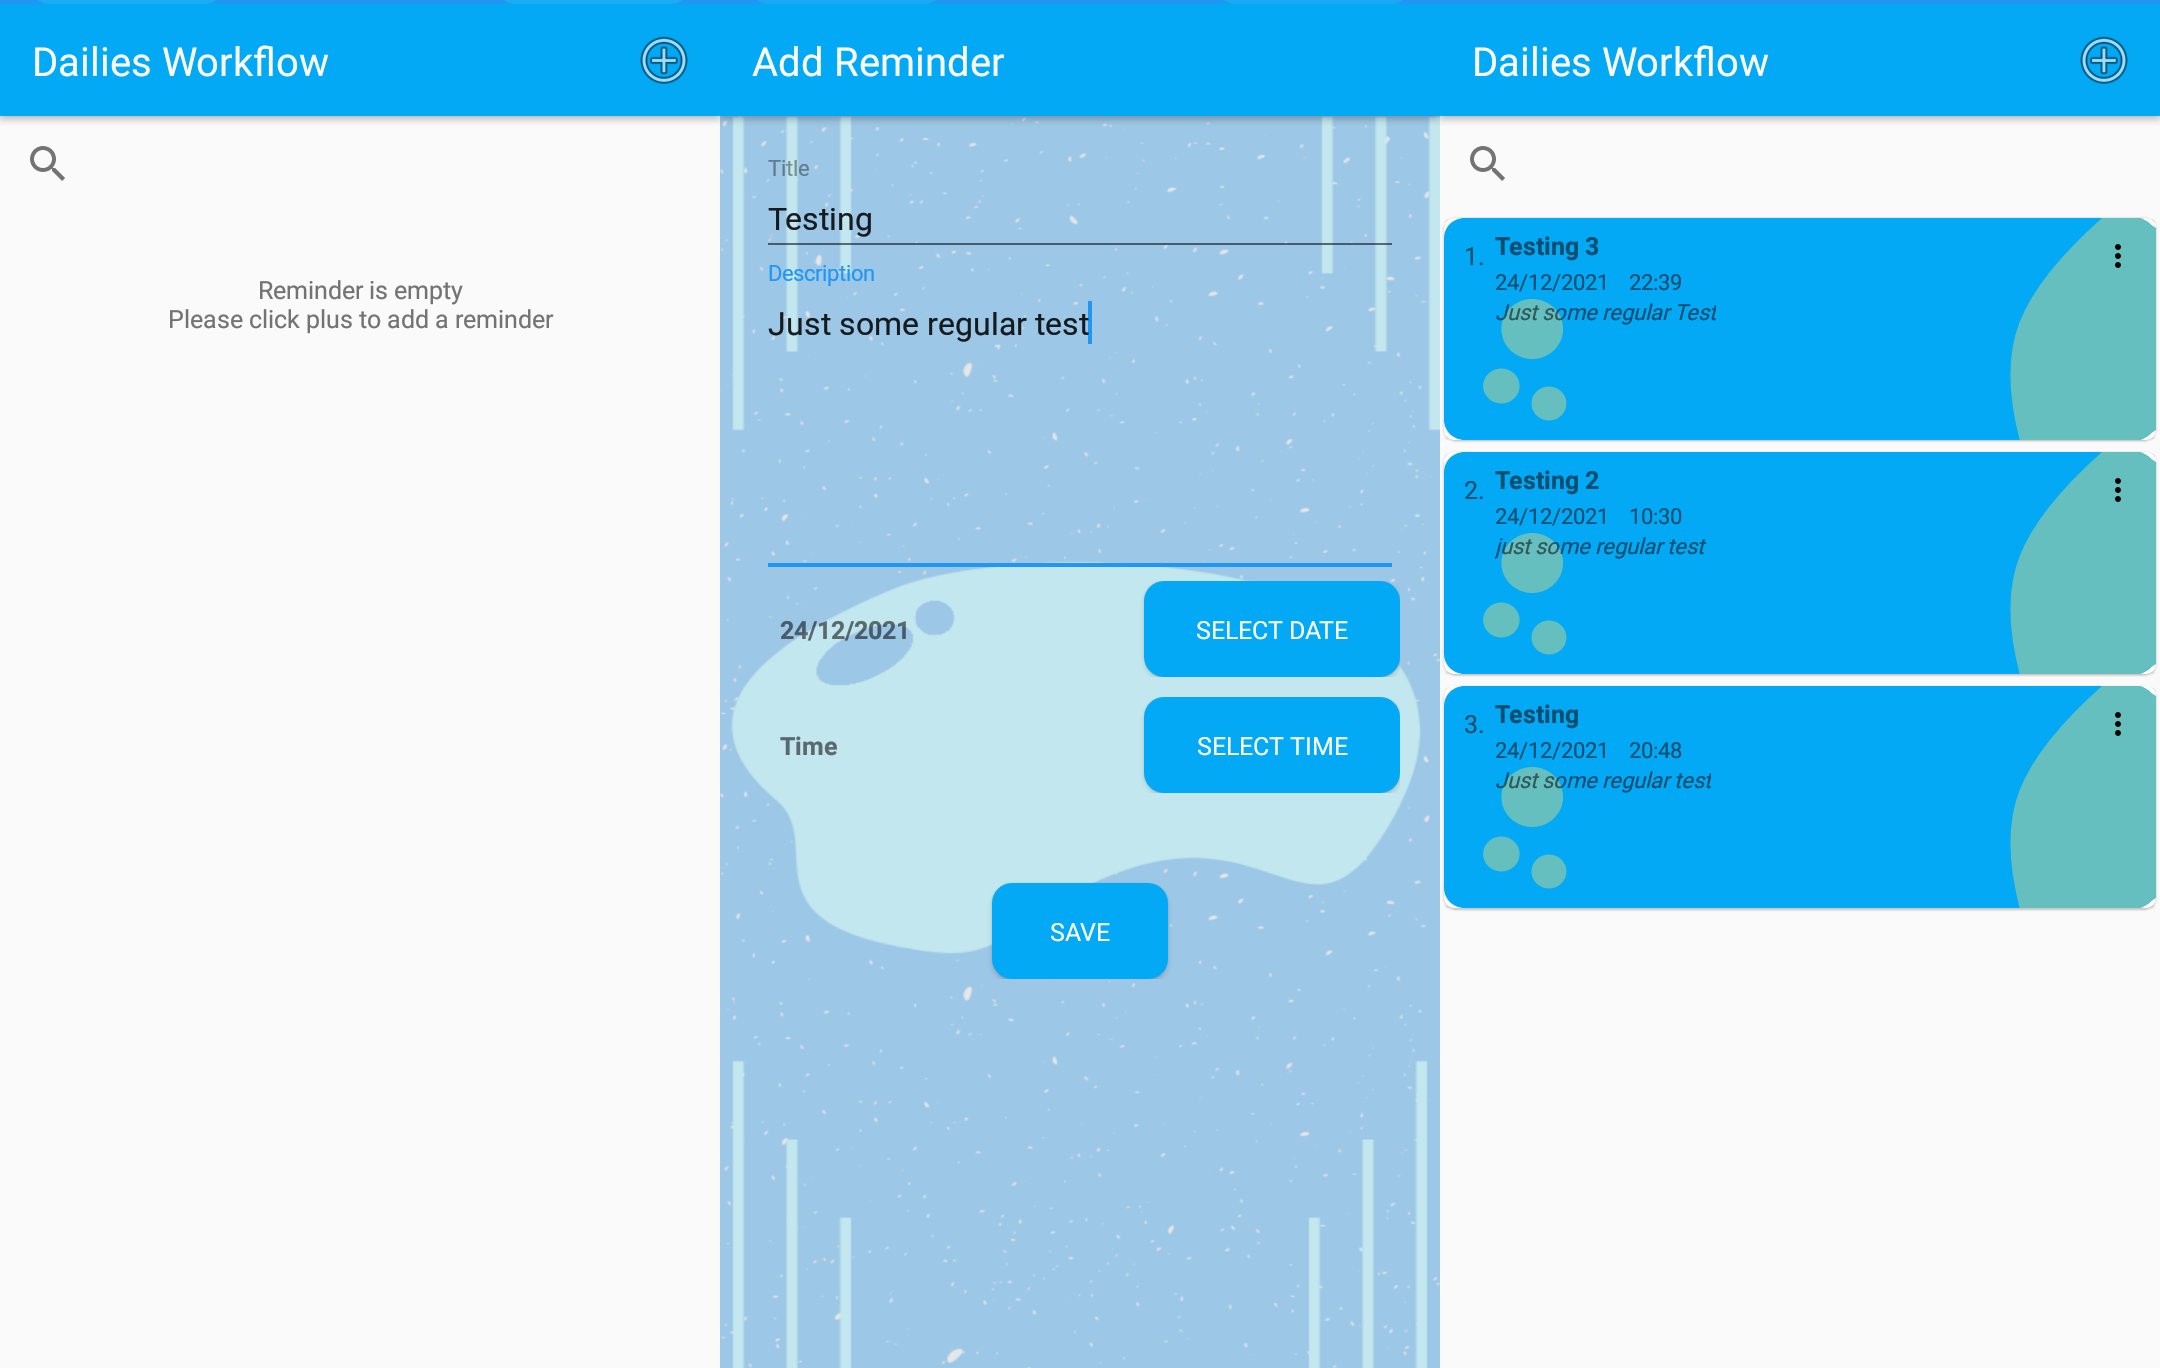 Dailies Workflow
Reminder is empty
Please click plus to add a reminder
Add Reminder
Title
Testing
Description
Just some regular test
24/12/2021
SELECT DATE
Time
SELECT TIME
SAVE
Dailies Workflow
1. Testing 3
24/12/2021 22:39
Just some regular Test
2. Testing 2
24/12/2021 10:30
just some regular test
3. Testing
24/12/2021 20:48
Just some regular test